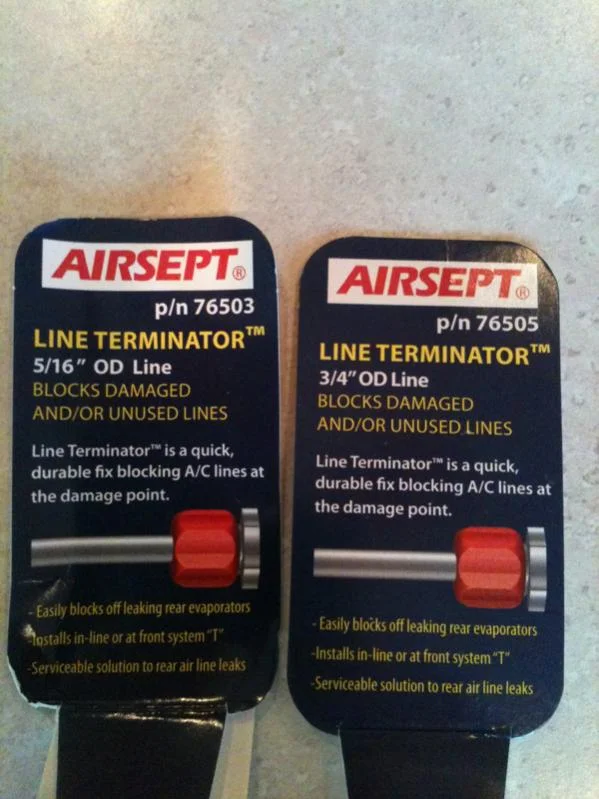 AIRSEPT®
p/n 76503
LINE TERMINATOR™
5/16" OD Line
BLOCKS DAMAGED
AND/OR UNUSED LINES
Line Terminator™ is a quick,
durable fix blocking A/C lines at
the damage point.
- Easily blocks off leaking rear evaporators
-Installs in-line or at front system "T"
-Serviceable solution to rear air line leaks
AIRSEPT®
p/n 76505
LINE TERMINATOR™
3/4" OD Line
BLOCKS DAMAGED
AND/OR UNUSED LINES
Line Terminator™ is a quick,
durable fix blocking A/C lines at
the damage point.
- Easily blocks off leaking rear evaporators
-Installs in-line or at front system "T"
-Serviceable solution to rear air line leaks